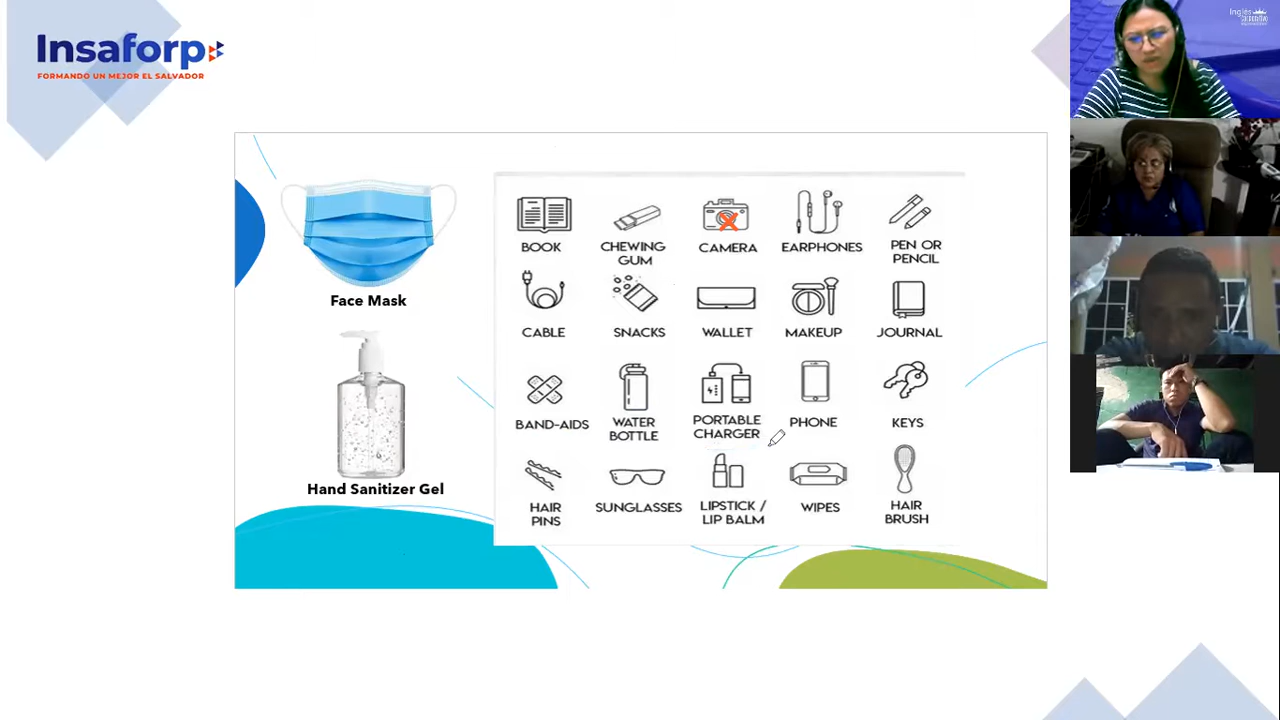 Insaforp
FORMANDO UN MEJOR EL SALVADOR
Face Mask
Hand Sanitizer Gel
BOOK
CHEWING
GUM
CAMERA
EARPHONES
PEN OR
PENCIL
CABLE
SNACKS
WALLET
MAKEUP
JOURNAL
BAND-AIDS
WATER
BOTTLE
PORTABLE
CHARGER
PHONE
KEYS
HAIR
PINS
SUNGLASSES
LIPSTICK /
LIP BALM
WIPES
HAIR
BRUSH
Inglés